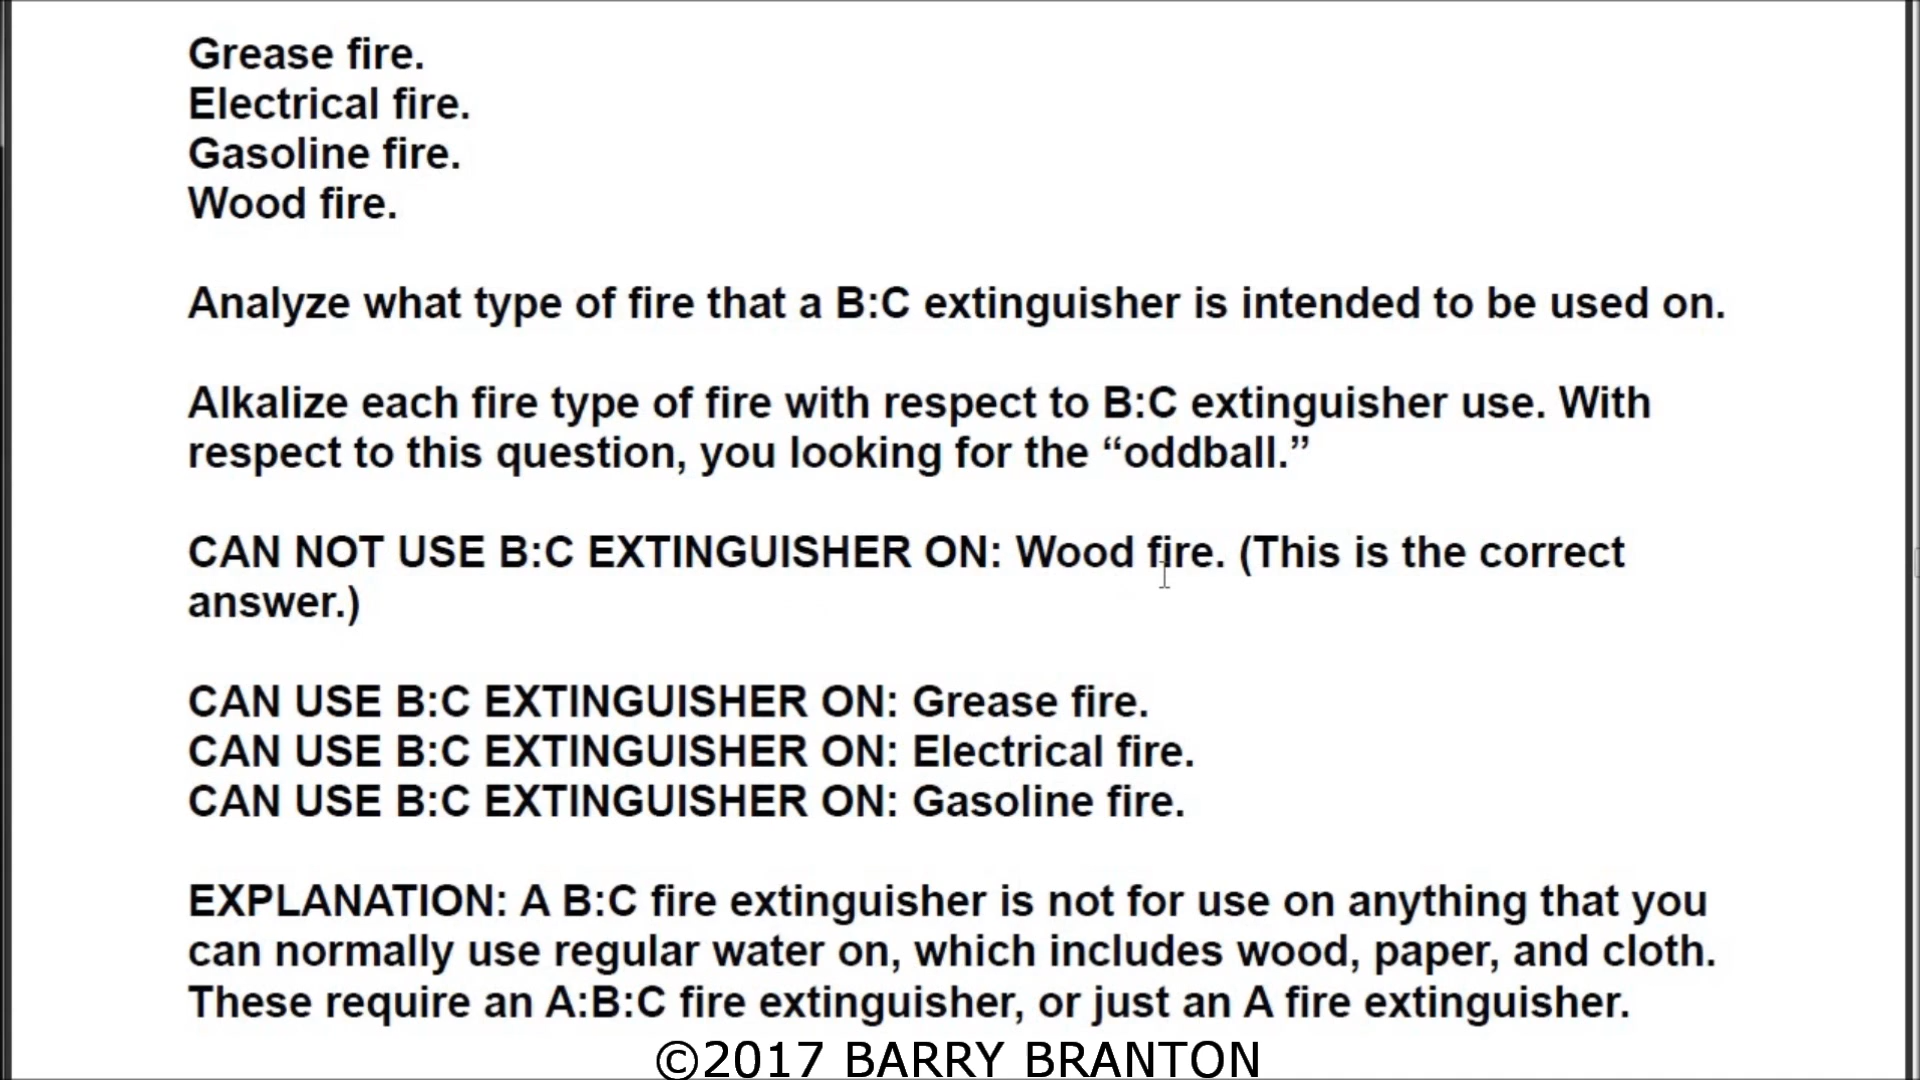 Grease fire.
Electrical fire.
Gasoline fire.
Wood fire.
Analyze what type of fire that a B:C extinguisher is intended to be used on.
Alkalize each fire type of fire with respect to B:C extinguisher use. With
respect to this question, you looking for the “oddball.”
CAN NOT USE B:C EXTINGUISHER ON: Wood fire. (This is the correct
answer.)
CAN USE B:C EXTINGUISHER ON: Grease fire.
CAN USE B:C EXTINGUISHER ON: Electrical fire.
CAN USE B:C EXTINGUISHER ON: Gasoline fire.
EXPLANATION: A B:C fire extinguisher is not for use on anything that you
can normally use regular water on, which includes wood, paper, and cloth.
These require an A:B:C fire extinguisher, or just an A fire extinguisher.
©2017 BARRY BRANTON